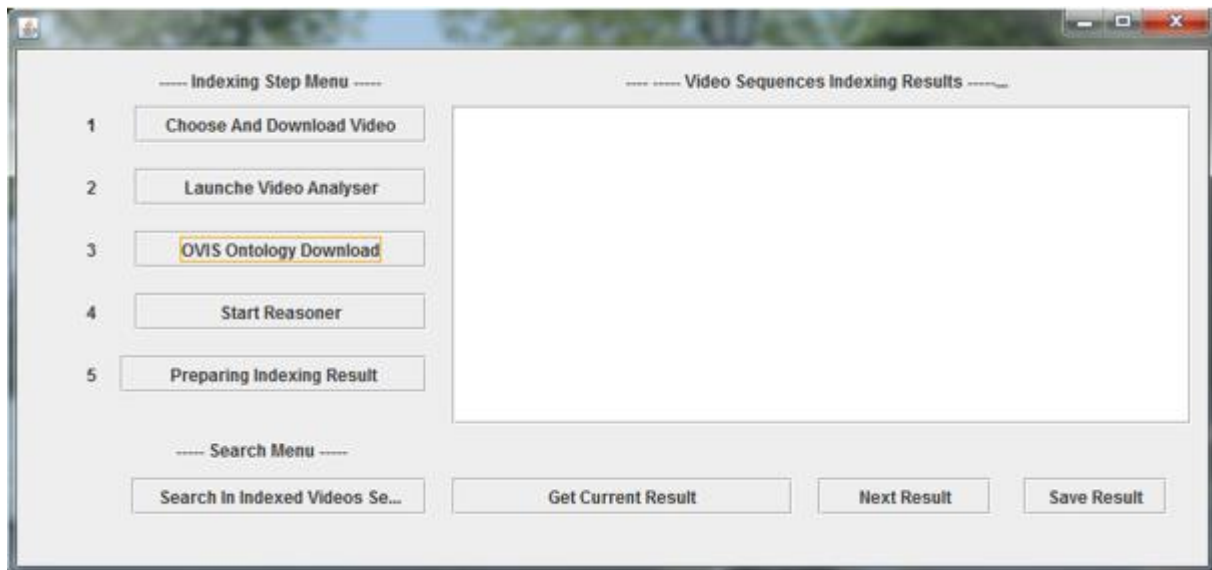 ----- Indexing Step Menu -----
---- ----- Video Sequences Indexing Results -----...
1 Choose And Download Video
2 Launche Video Analyser
3 OVIS Ontology Download
4 Start Reasoner
5 Preparing Indexing Result
----- Search Menu -----
Search In Indexed Videos Se... Get Current Result Next Result Save Result